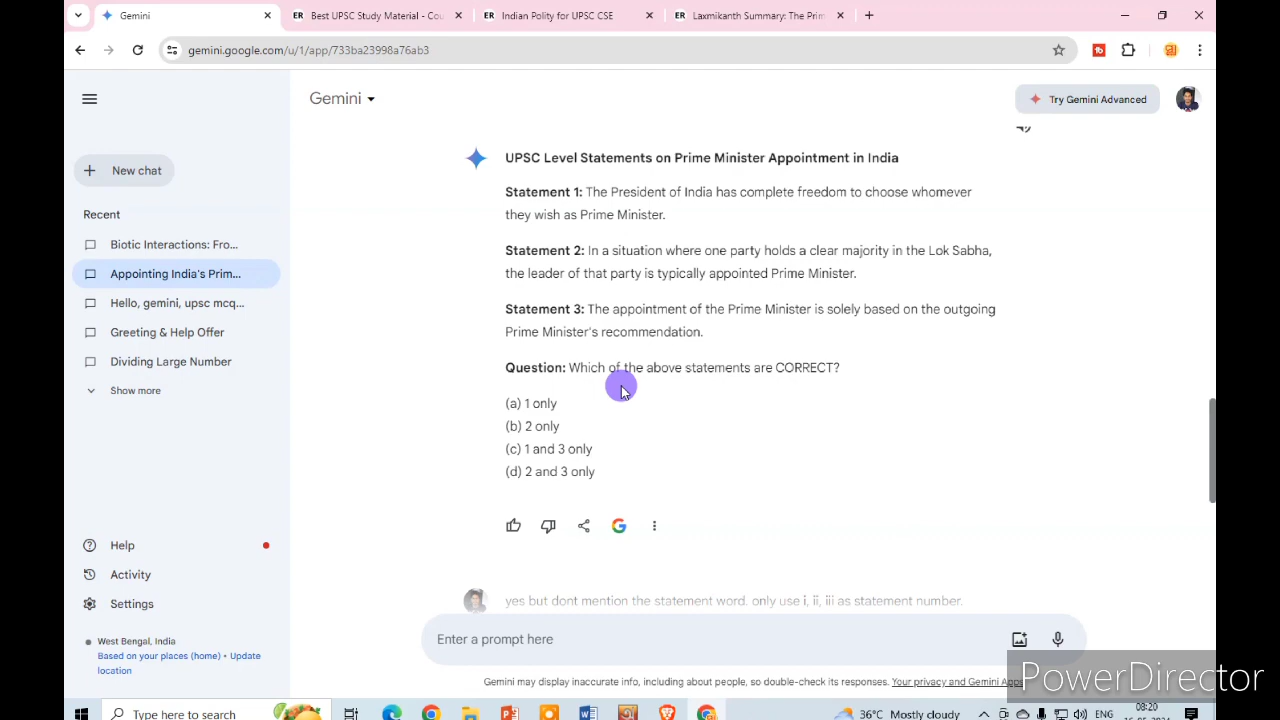 Gemini
Best UPSC Study Material - Cou
Indian Polity for UPSC CSE
Laxmikanth Summary: The Prim
gemini.google.com/u/1/app/733ba23998a76ab3
Gemini
Try Gemini Advanced
New chat
Recent
Biotic Interactions: Fro...
Appointing India's Prim...
Hello, gemini, upsc mcq...
Greeting & Help Offer
Dividing Large Number
Show more
Help
Activity
Settings
West Bengal, India
Based on your places (home) • Update
location
UPSC Level Statements on Prime Minister Appointment in India
Statement 1: The President of India has complete freedom to choose whomever
they wish as Prime Minister.
Statement 2: In a situation where one party holds a clear majority in the Lok Sabha,
the leader of that party is typically appointed Prime Minister.
Statement 3: The appointment of the Prime Minister is solely based on the outgoing
Prime Minister's recommendation.
Question: Which of the above statements are CORRECT?
(a) 1 only
(b) 2 only
(c) 1 and 3 only
(d) 2 and 3 only
yes but dont mention the statement word. only use i, ii, iii as statement number.
Enter a prompt here
Gemini may display inaccurate info, including about people, so double-check its responses. Your privacy and Gemini Apps
PowerDirector
Type here to search
36°C Mostly cloudy
ENG
08:20